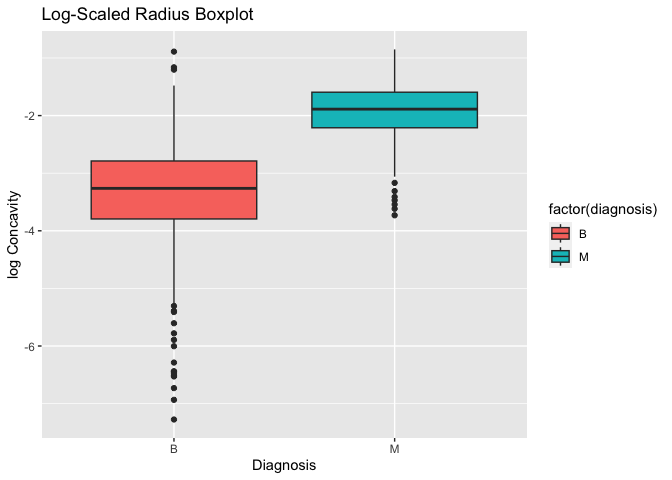 Log-Scaled Radius Boxplot
-2
-4
-6
log Concavity
B
M
Diagnosis
factor(diagnosis)
B
M